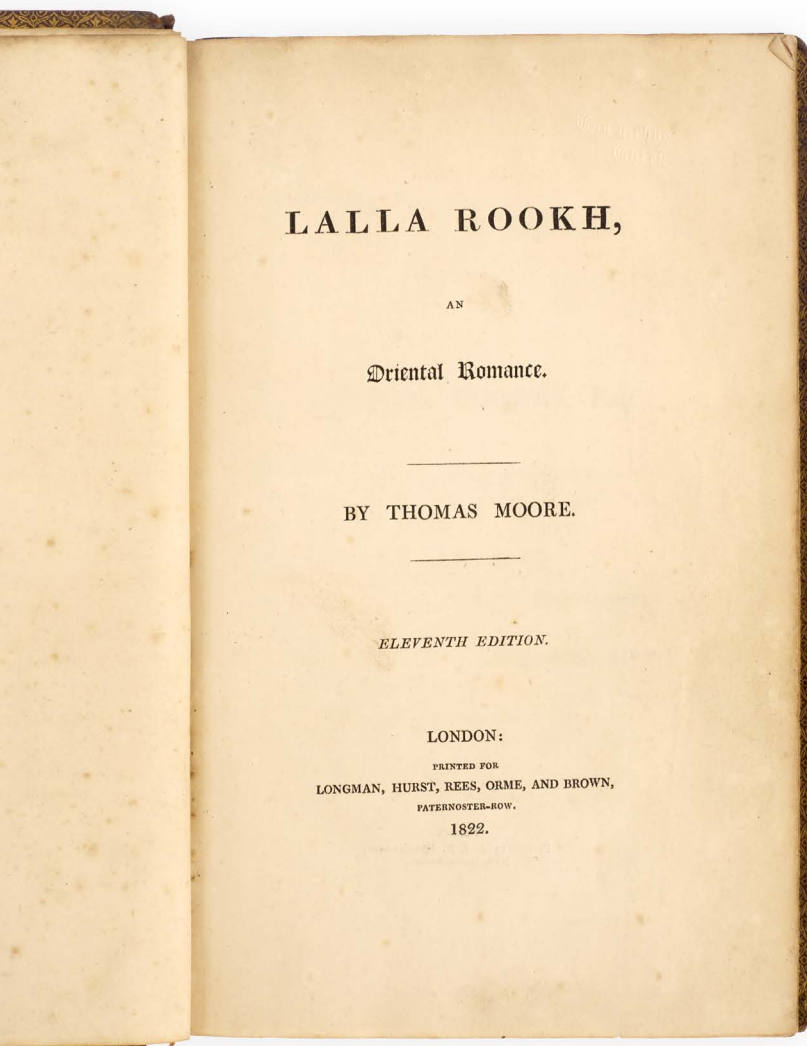 LALLA ROOKH,
AN
Oriental Romance.
BY THOMAS MOORE.
ELEVENTH EDITION.
LONDON:
PRINTED FOR
LONGMAN, HURST, REES, ORME, AND BROWN,
PATERNOSTER-ROW.
1822.